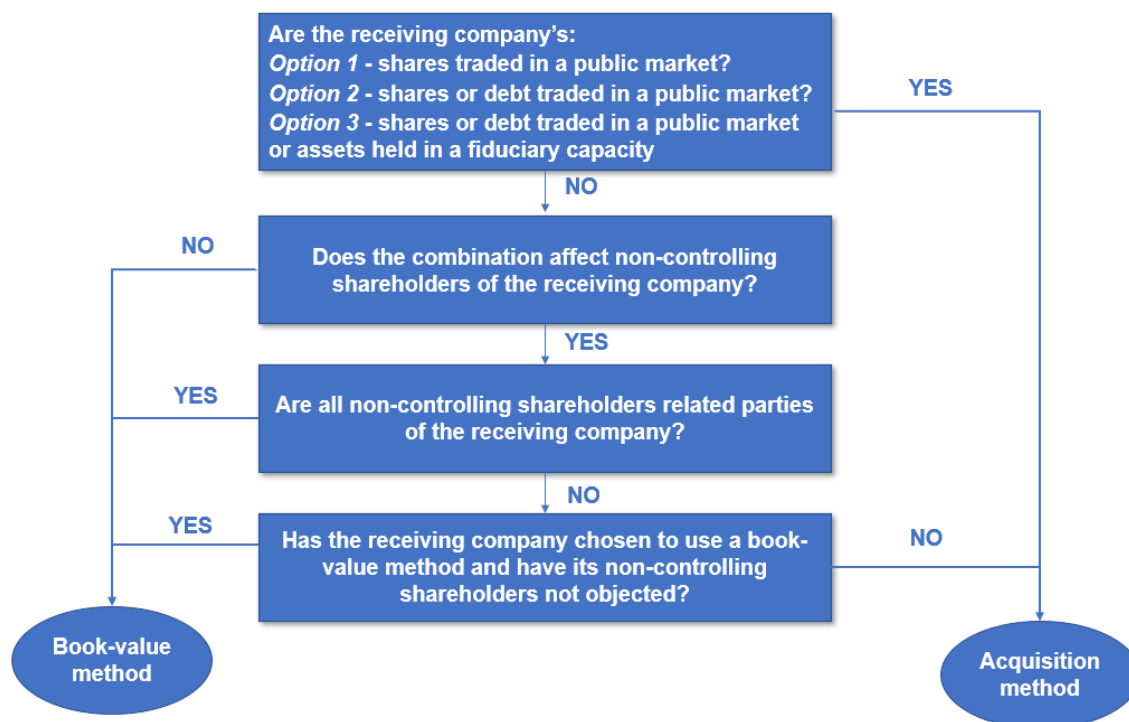 Are the receiving company's:
Option 1 - shares traded in a public market?
Option 2 - shares or debt traded in a public market?
Option 3 - shares or debt traded in a public market
or assets held in a fiduciary capacity
YES
NO
NO
Does the combination affect non-controlling
shareholders of the receiving company?
YES
YES
Are all non-controlling shareholders related parties
of the receiving company?
NO
YES
Has the receiving company chosen to use a book-
value method and have its non-controlling
shareholders not objected?
NO
Book-value
method
Acquisition
method